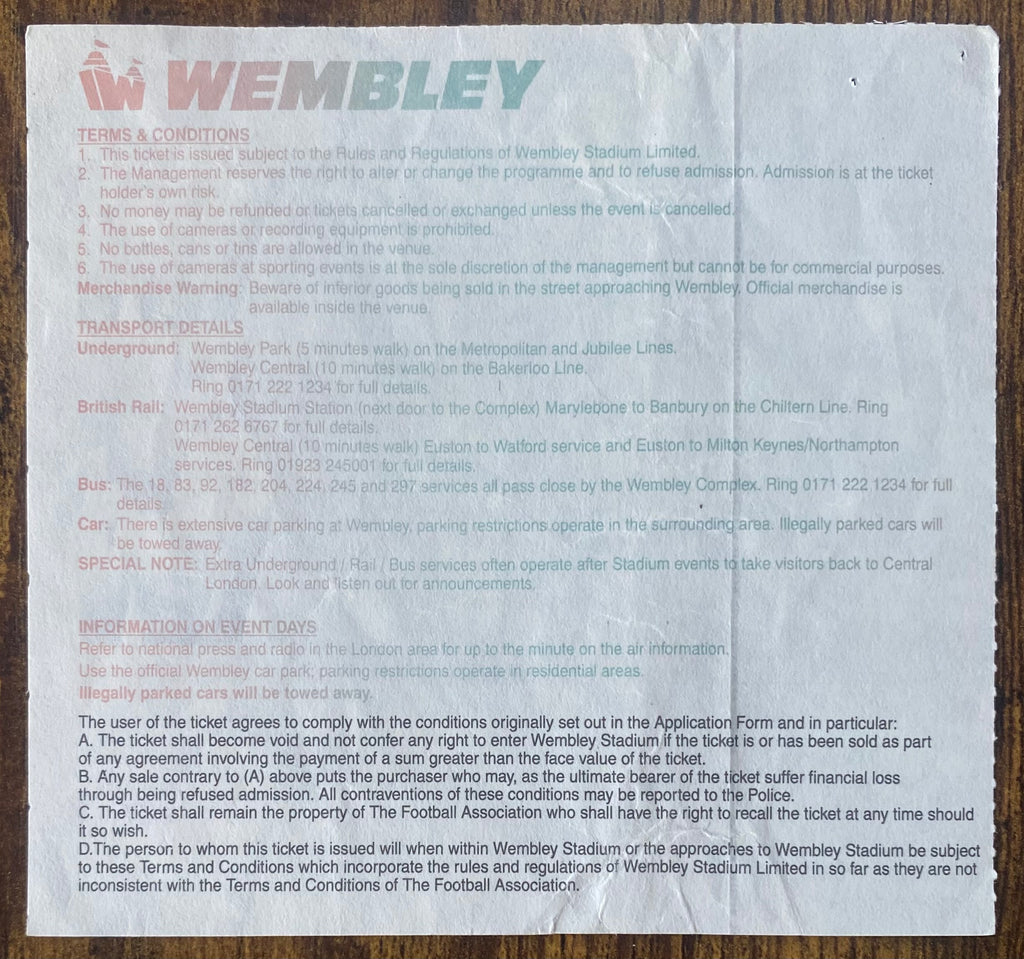 WEMBLEY
TERMS & CONDITIONS
1. This ticket is issued subject to the Rules and Regulations of Wembley Stadium Limited.
2. The Management reserves the right to alter or change the programme and to refuse admission. Admission is at the ticket
holder's own risk.
3. No money may be refunded or tickets cancelled or exchanged unless the event is cancelled.
4. The use of cameras or recording equipment is prohibited.
5. No bottles, cans or tins are allowed in the venue.
6. The use of cameras at sporting events is at the sole discretion of the management but cannot be for commercial purposes.
Merchandise Warning: Beware of inferior goods being sold in the street approaching Wembley. Official merchandise is
available inside the venue.
TRANSPORT DETAILS
Underground: Wembley Park (5 minutes walk) on the Metropolitan and Jubilee Lines.
Wembley Central (10 minutes walk) on the Bakerloo Line.
Ring 0171 222 1234 for full details.
British Rail: Wembley Stadium Station (next door to the Complex) Marylebone to Banbury on the Chiltern Line. Ring
0171 262 6767 for full details.
Wembley Central (10 minutes walk) Euston to Watford service and Euston to Milton Keynes/Northampton
services. Ring 01923 245001 for full details.
Bus: The 18, 83, 92, 182, 204, 224, 245 and 297 services all pass close by the Wembley Complex. Ring 0171 222 1234 for full
details.
Car: There is extensive car parking at Wembley, parking restrictions operate in the surrounding area. Illegally parked cars will
be towed away.
SPECIAL NOTE: Extra Underground / Rail / Bus services often operate after Stadium events to take visitors back to Central
London. Look and listen out for announcements.
INFORMATION ON EVENT DAYS
Refer to national press and radio in the London area for up to the minute on the air information.
Use the official Wembley car park; parking restrictions operate in residential areas.
Illegally parked cars will be towed away.
The user of the ticket agrees to comply with the conditions originally set out in the Application Form and in particular:
A. The ticket shall become void and not confer any right to enter Wembley Stadium if the ticket is or has been sold as part
of any agreement involving the payment of a sum greater than the face value of the ticket.
B. Any sale contrary to (A) above puts the purchaser who may, as the ultimate bearer of the ticket suffer financial loss
through being refused admission. All contraventions of these conditions may be reported to the Police.
C. The ticket shall remain the property of The Football Association who shall have the right to recall the ticket at any time should
it so wish.
D.The person to whom this ticket is issued will when within Wembley Stadium or the approaches to Wembley Stadium be subject
to these Terms and Conditions which incorporate the rules and regulations of Wembley Stadium Limited in so far as they are not
inconsistent with the Terms and Conditions of The Football Association.